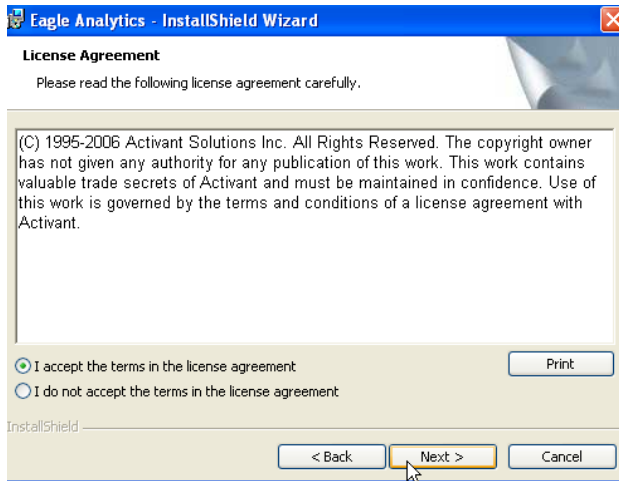 Eagle Analytics - InstallShield Wizard
License Agreement
Please read the following license agreement carefully.
(C) 1995-2006 Activant Solutions Inc. All Rights Reserved. The copyright owner
has not given any authority for any publication of this work. This work contains
valuable trade secrets of Activant and must be maintained in confidence. Use of
this work is governed by the terms and conditions of a license agreement with
Activant.
I accept the terms in the license agreement
Print
I do not accept the terms in the license agreement
InstallShield
< Back
Next >
Cancel